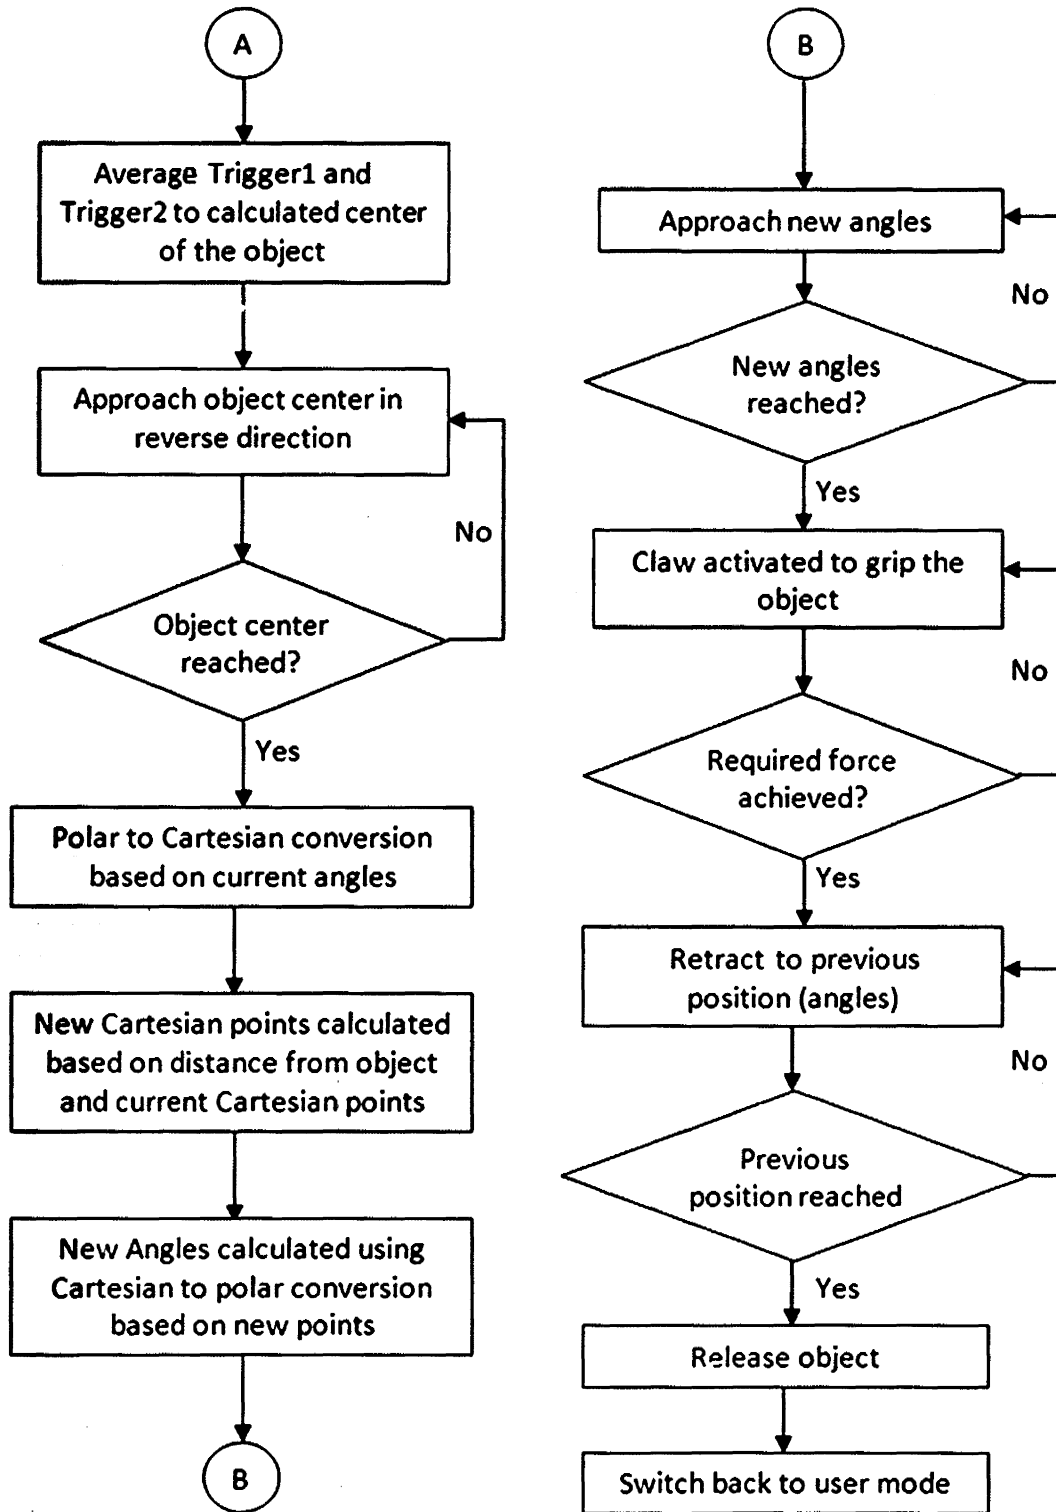 A
Average Trigger1 and
Trigger2 to calculated center
of the object
Approach object center in
reverse direction
No
Object center
reached?
Yes
Polar to Cartesian conversion
based on current angles
New Cartesian points calculated
based on distance from object
and current Cartesian points
New Angles calculated using
Cartesian to polar conversion
based on new points
B
B
Approach new angles
No
New angles
reached?
Yes
Claw activated to grip the
object
No
Required force
achieved?
Yes
Retract to previous
position (angles)
No
Previous
position reached
Yes
Release object
Switch back to user mode